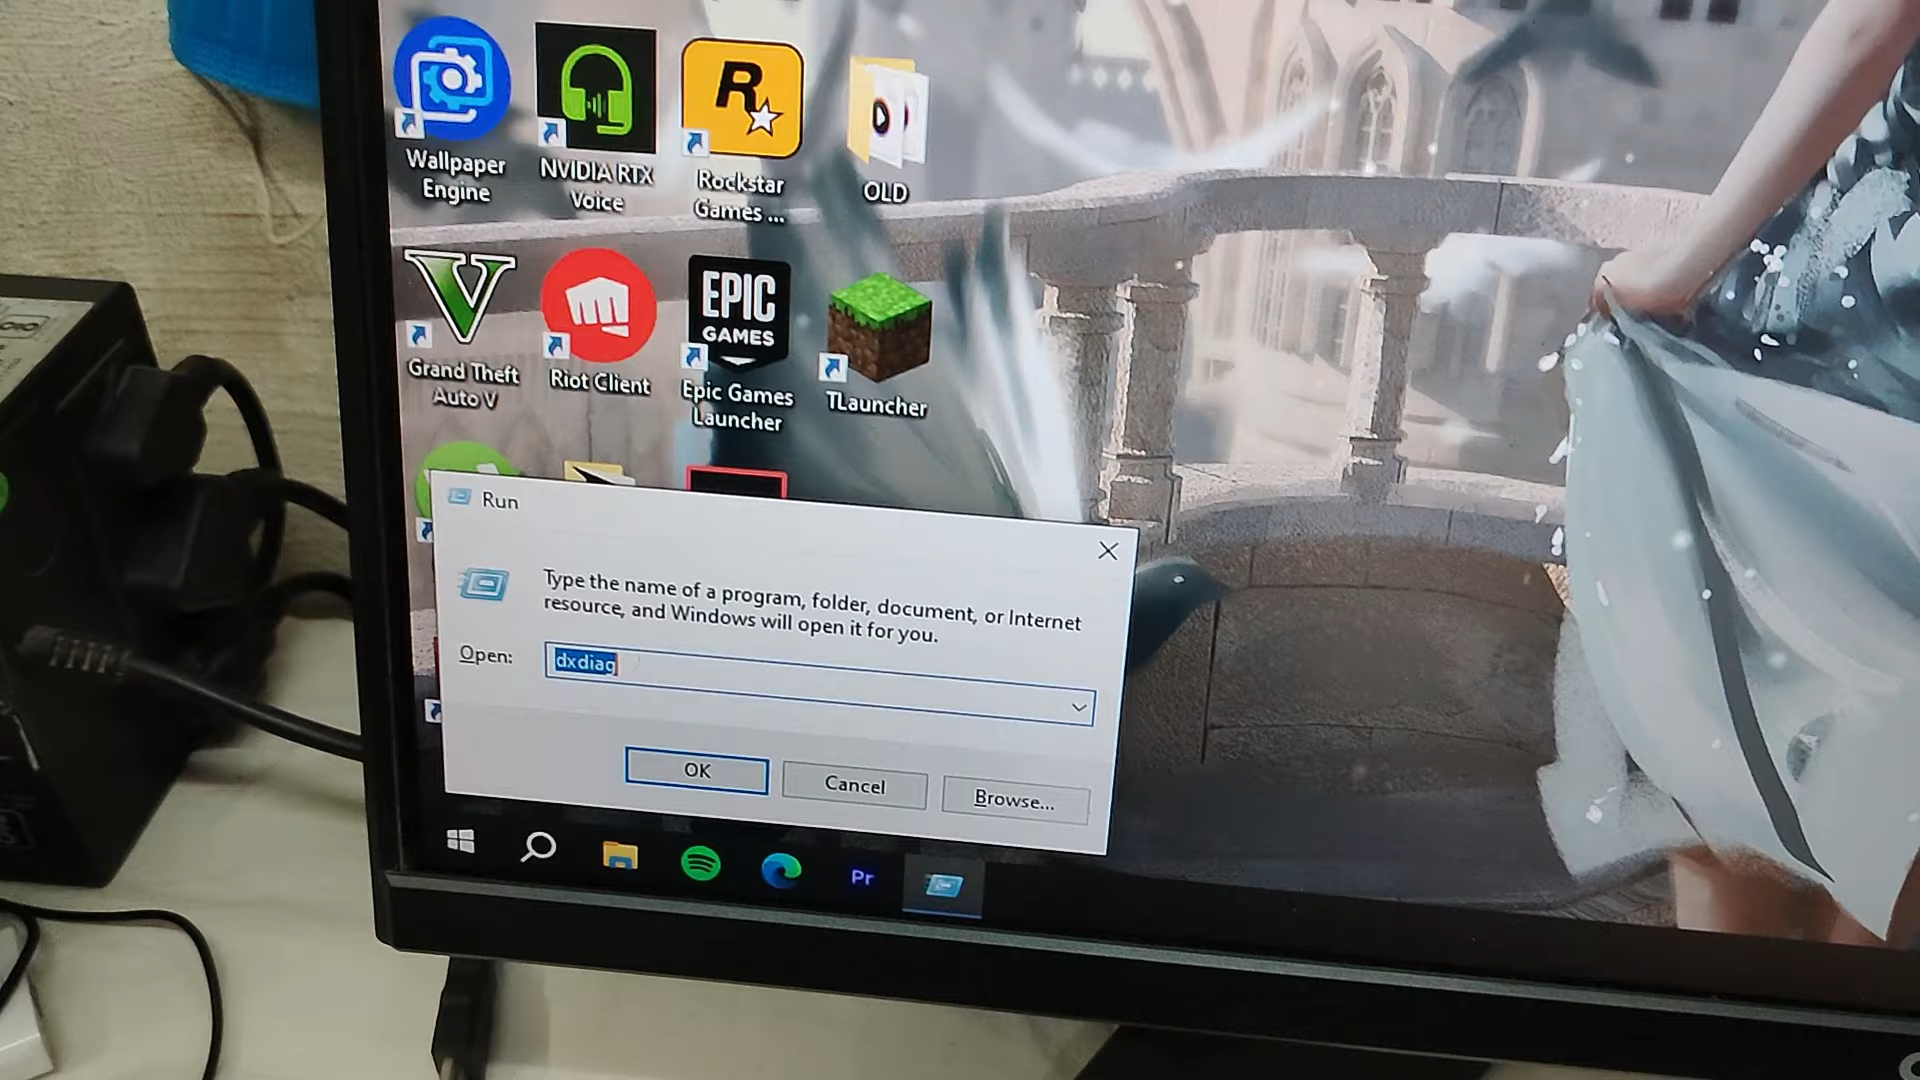 Wallpaper
Engine
NVIDIA RTX
Voice
R
Rockstar
Games ...
OLD
V
Grand Theft
Auto V
Riot Client
EPIC
GAMES
Epic Games
Launcher
TLauncher
Run
Type the name of a program, folder, document, or Internet
resource, and Windows will open it for you.
Open:
dxdiag
OK
Cancel
Browse...
Pr